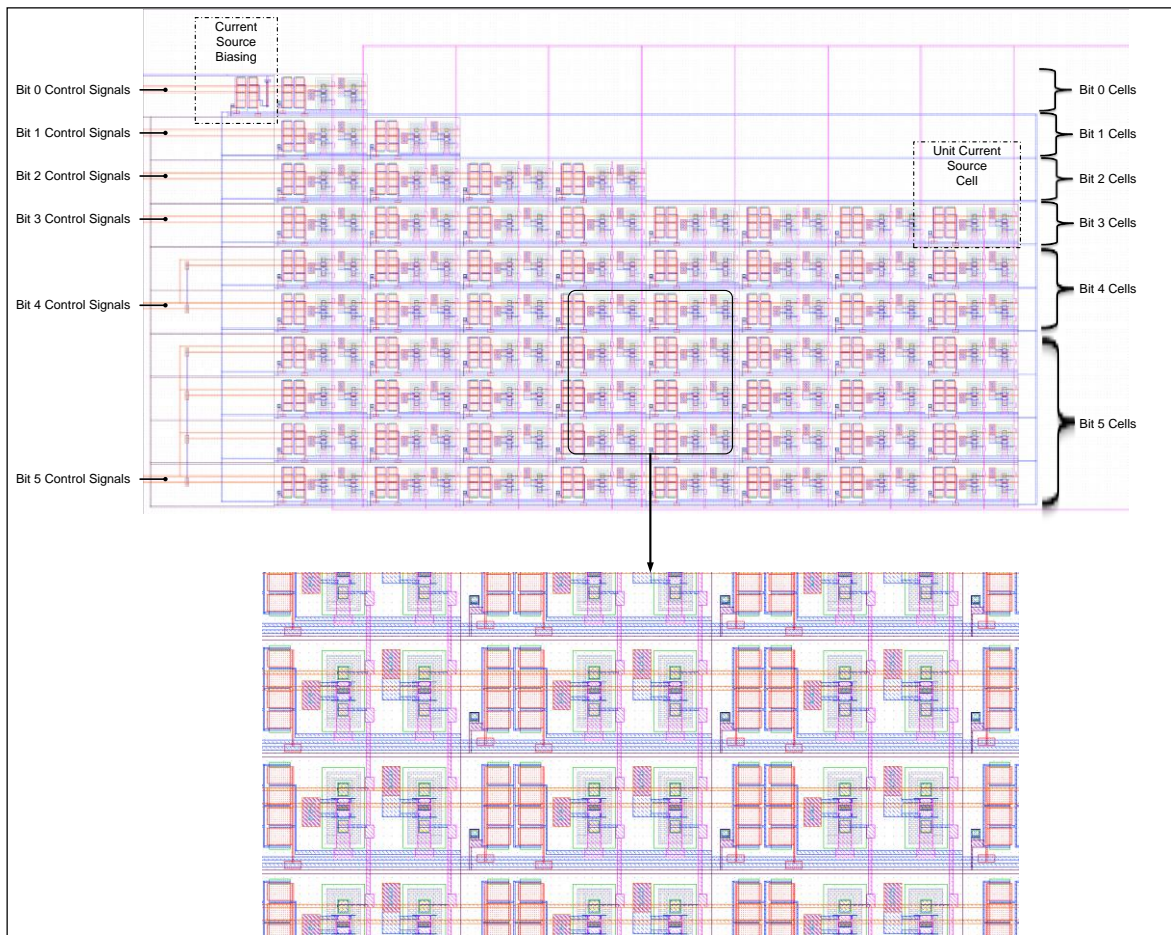 Current
Source
Biasing
Bit 0 Control Signals
Bit 0 Cells
Bit 1 Control Signals
Bit 1 Cells
Unit Current
Source
Cell
Bit 2 Control Signals
Bit 2 Cells
Bit 3 Control Signals
Bit 3 Cells
Bit 4 Control Signals
Bit 4 Cells
Bit 5 Cells
Bit 5 Control Signals